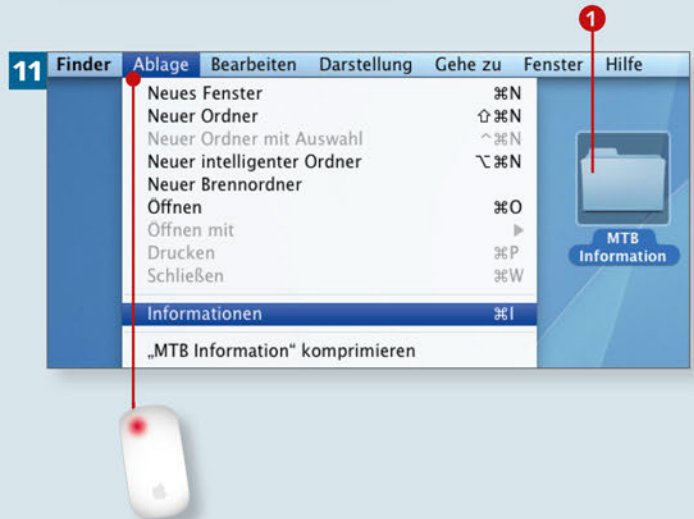 1
11
Finder Ablage Bearbeiten Darstellung Gehe zu Fenster Hilfe
Neues Fenster ⌘N
Neuer Ordner ⇧⌘N
Neuer Ordner mit Auswahl ^⌘N
Neuer intelligenter Ordner ⌥⌘N
Neuer Brennordner
Öffnen ⌘O
Öffnen mit ▶
Drucken ⌘P
Schließen ⌘W
Informationen ⌘I
„MTB Information“ komprimieren
MTB
Information